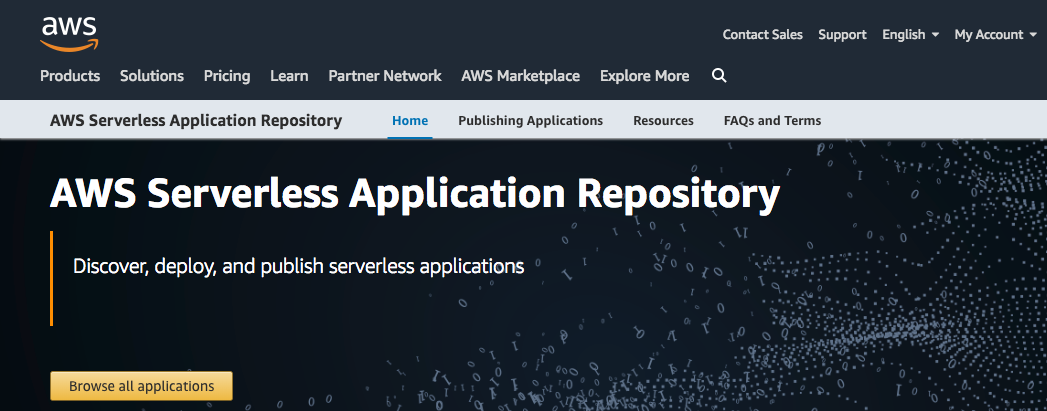 aws
Contact Sales Support English My Account
Products Solutions Pricing Learn Partner Network AWS Marketplace Explore More
AWS Serverless Application Repository Home Publishing Applications Resources FAQs and Terms
AWS Serverless Application Repository
Discover, deploy, and publish serverless applications
Browse all applications